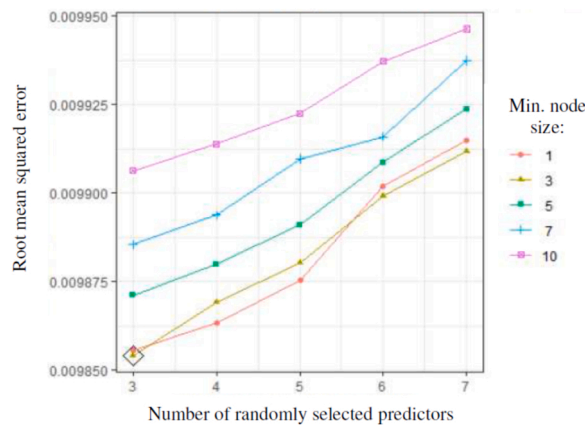 0.009950
0.009925
0.009900
0.009875
0.009850
Root mean squared error
3 4 5 6 7
Number of randomly selected predictors
Min. node
size:
1
3
5
7
10